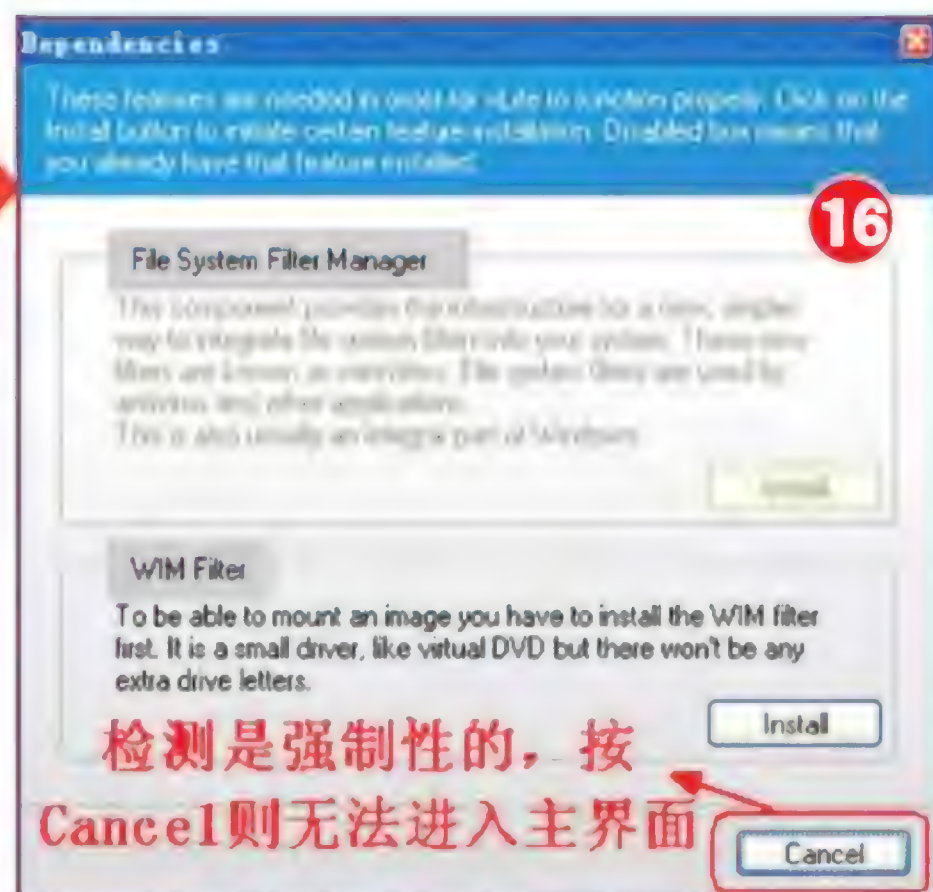 Dependencies
These features are needed in order for vLite to function properly. Click on the
Install button to initiate certain feature installation. Disabled box means that
you already have that feature installed.
16
File System Filter Manager
This component provides the infrastructure for a new, simpler
way to integrate file system filters into your system. These new
filters are known as minifilters. File system filters are used by
antivirus and other applications.
This is also usually an integral part of Windows.
Install
WIM Filter
To be able to mount an image you have to install the WIM filter
first. It is a small driver, like virtual DVD but there won't be any
extra drive letters.
Install
检测是强制性的，按
Cancel则无法进入主界面
Cancel